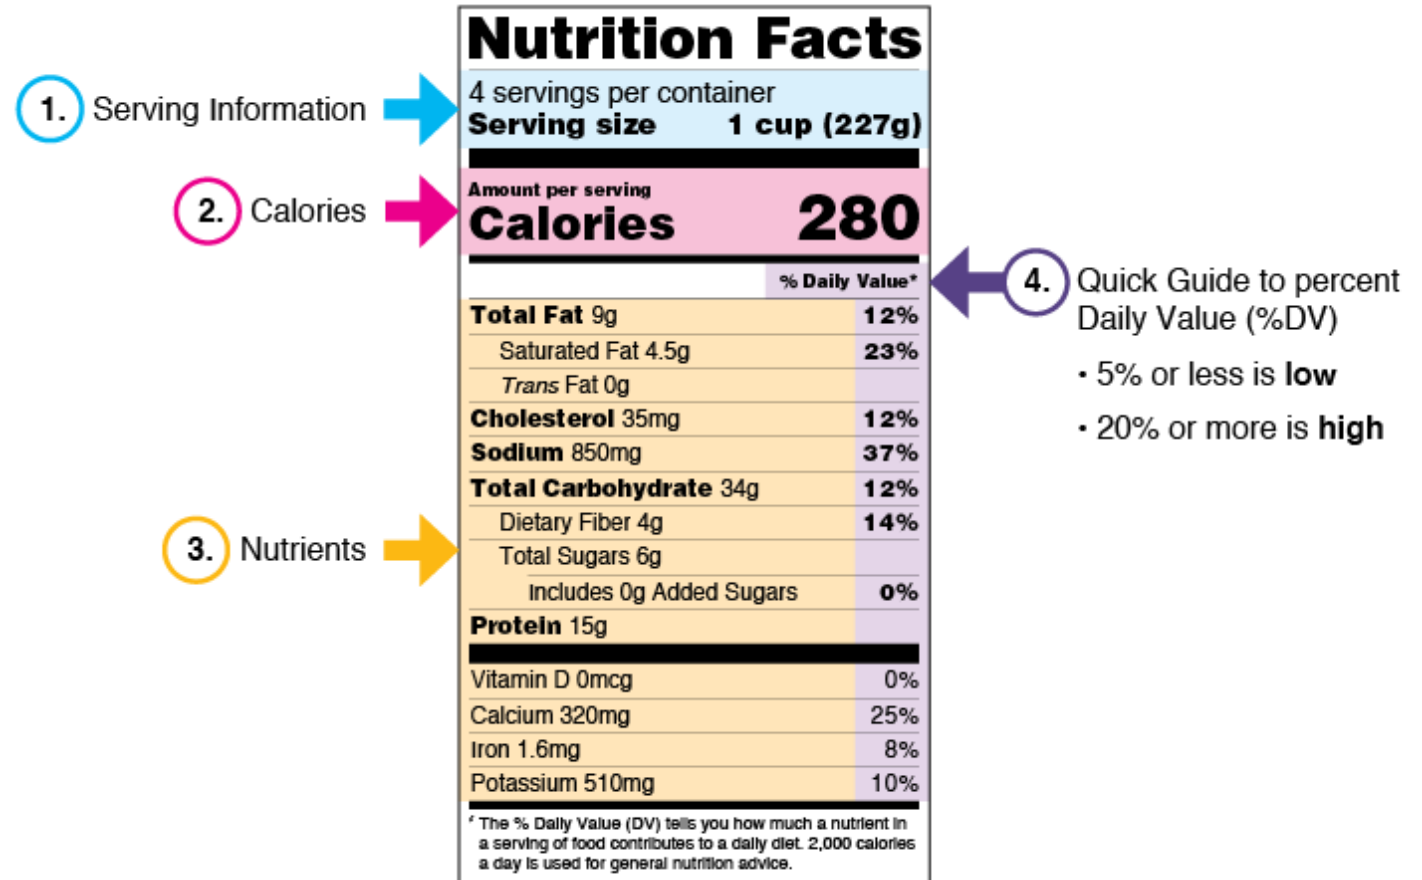 Nutrition Facts
1. Serving Information
4 servings per container
Serving size 1 cup (227g)
2. Calories
Amount per serving
Calories 280
% Daily Value*
4. Quick Guide to percent
Daily Value (%DV)
• 5% or less is low
• 20% or more is high
Total Fat 9g 12%
Saturated Fat 4.5g 23%
Trans Fat 0g
Cholesterol 35mg 12%
Sodium 850mg 37%
Total Carbohydrate 34g 12%
Dietary Fiber 4g 14%
3. Nutrients
Total Sugars 6g
Includes 0g Added Sugars 0%
Protein 15g
Vitamin D 0mcg 0%
Calcium 320mg 25%
Iron 1.6mg 8%
Potassium 510mg 10%
* The % Daily Value (DV) tells you how much a nutrient in
a serving of food contributes to a daily diet. 2,000 calories
a day is used for general nutrition advice.